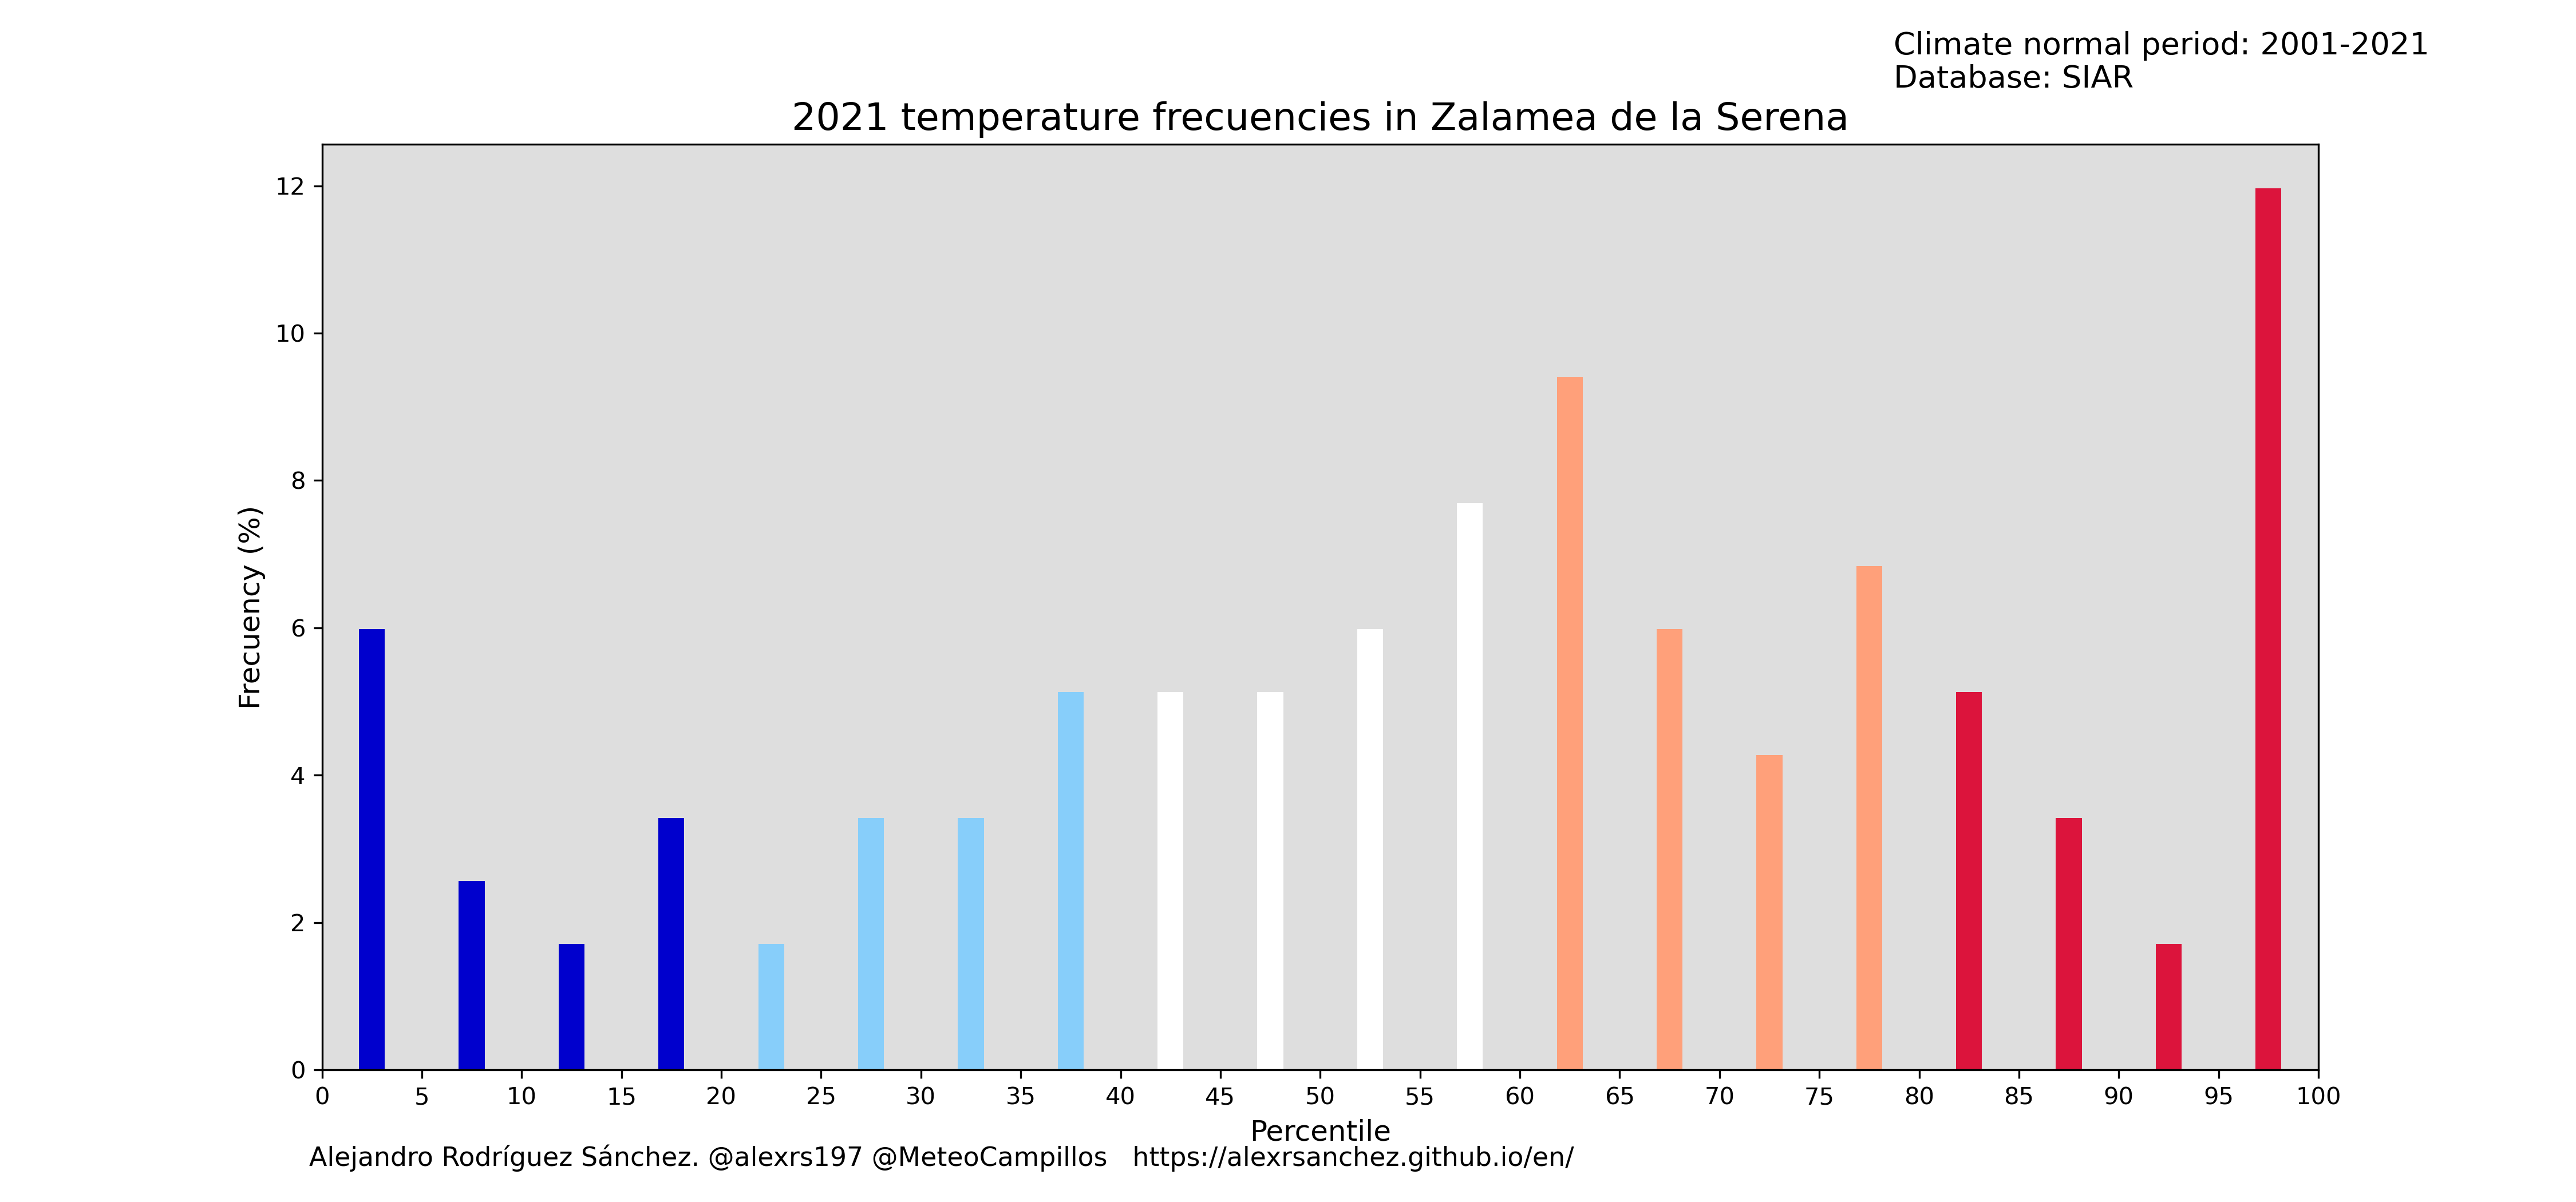 Climate normal period: 2001-2021
Database: SIAR
2021 temperature frecuencies in Zalamea de la Serena
12
10
8
6
4
2
0
Frecuency (%)
0 5 10 15 20 25 30 35 40 45 50 55 60 65 70 75 80 85 90 95 100
Percentile
Alejandro Rodríguez Sánchez. @alexrs197 @MeteoCampillos https://alexrsanchez.github.io/en/